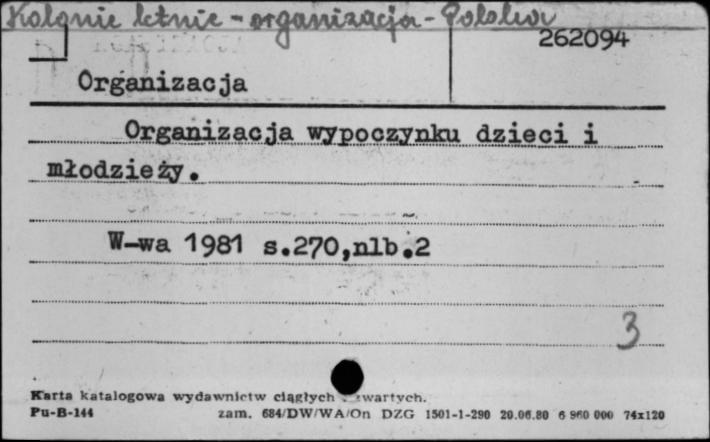 Kolonie letnie - organizacja - Polska
262094
Organizacja
Organizacja wypoczynku dzieci i
młodzieży.
W-wa 1981 s.270,nlb.2
3
Karta katalogowa wydawnictw ciągłych zwartych.
Pu-B-144 zam. 684/DW/WA/On DZG 1501-1-290 20.06.80 6 960 000 74x120